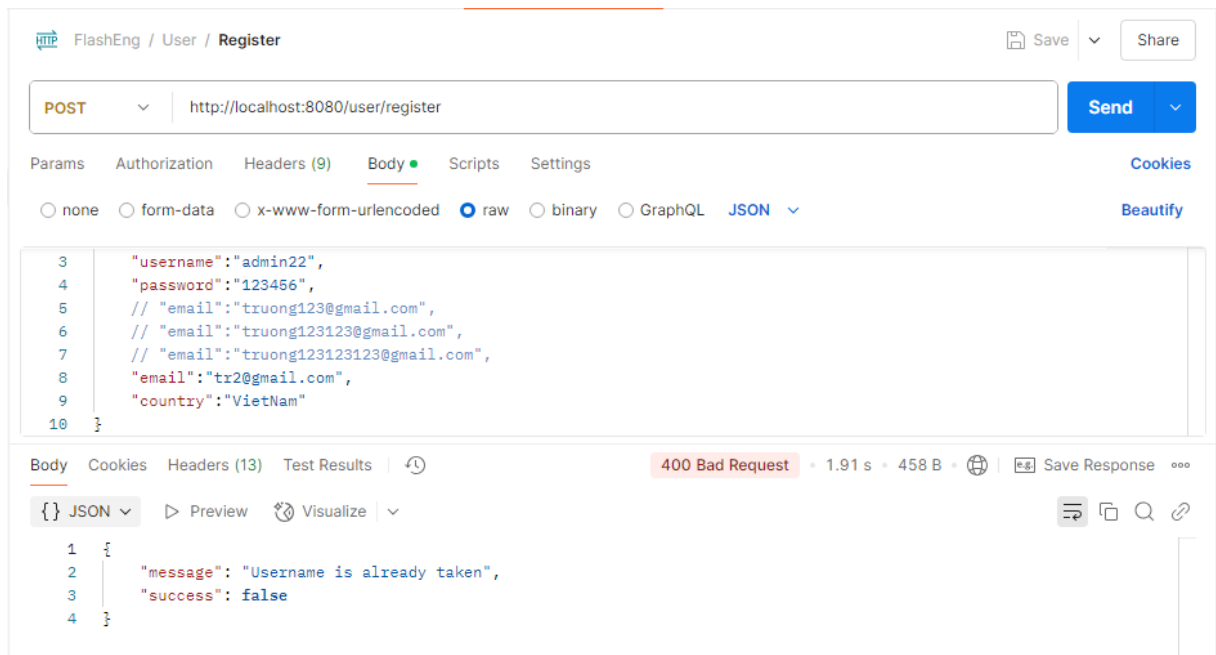 HTTP FlashEng / User / Register Save Share
POST http://localhost:8080/user/register Send
Params Authorization Headers (9) Body Scripts Settings Cookies
none form-data x-www-form-urlencoded raw binary GraphQL JSON Beautify
3 "username":"admin22",
4 "password":"123456",
5 // "email":"truong123@gmail.com",
6 // "email":"truong123123@gmail.com",
7 // "email":"truong123123123@gmail.com",
8 "email":"tr2@gmail.com",
9 "country":"VietNam"
10 }
Body Cookies Headers (13) Test Results 400 Bad Request 1.91 s 458 B e.g. Save Response
{} JSON Preview Visualize
1 {
2 "message": "Username is already taken",
3 "success": false
4 }